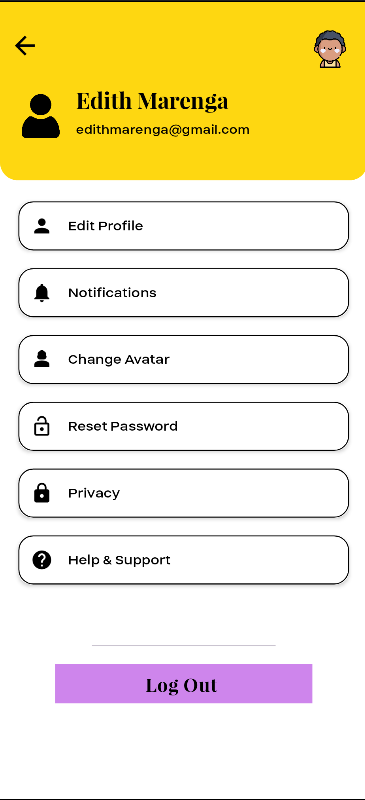 Edith Marenga
edithmarenga@gmail.com
Edit Profile
Notifications
Change Avatar
Reset Password
Privacy
Help & Support
Log Out